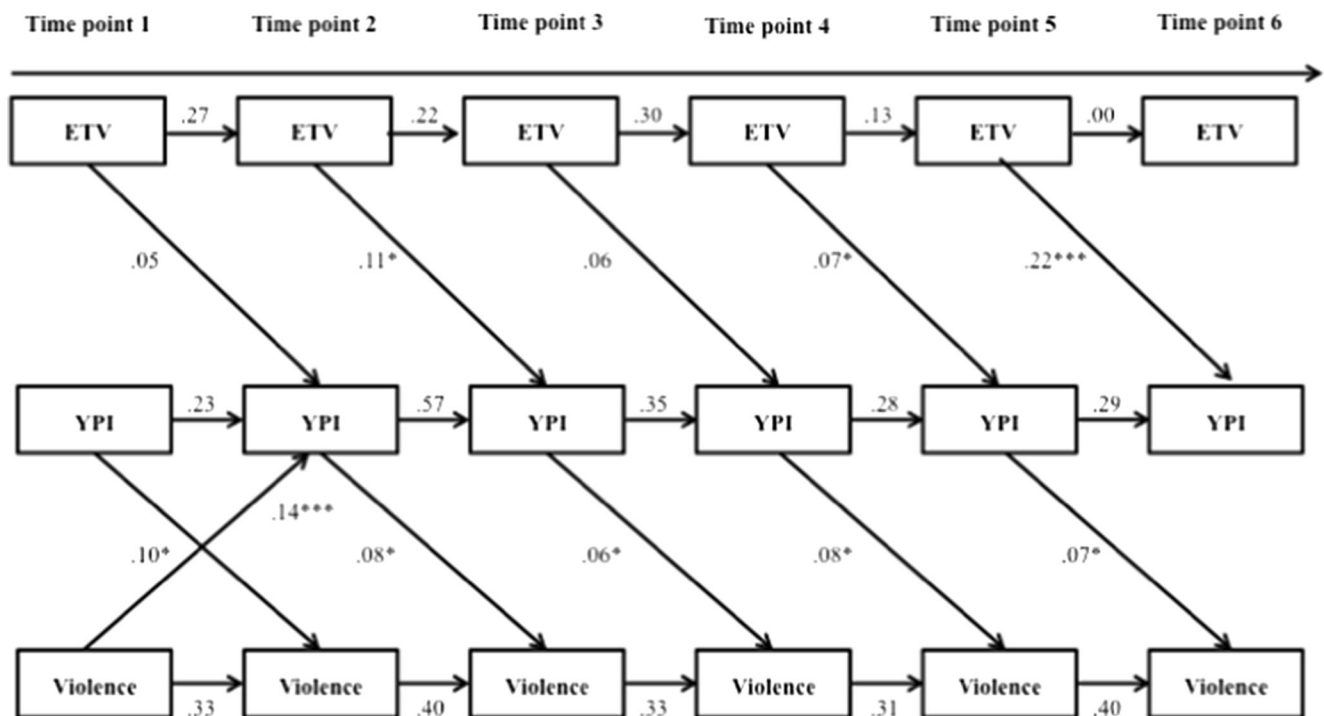 Time point 1 Time point 2 Time point 3 Time point 4 Time point 5 Time point 6
.27 .22 .30 .13 .00
ETV ETV ETV ETV ETV ETV
.05 .11* .06 .07* .22***
.23 .57 .35 .28 .29
YPI YPI YPI YPI YPI YPI
.14***
.10* .08* .06* .08* .07*
Violence Violence Violence Violence Violence Violence
.33 .40 .33 .31 .40